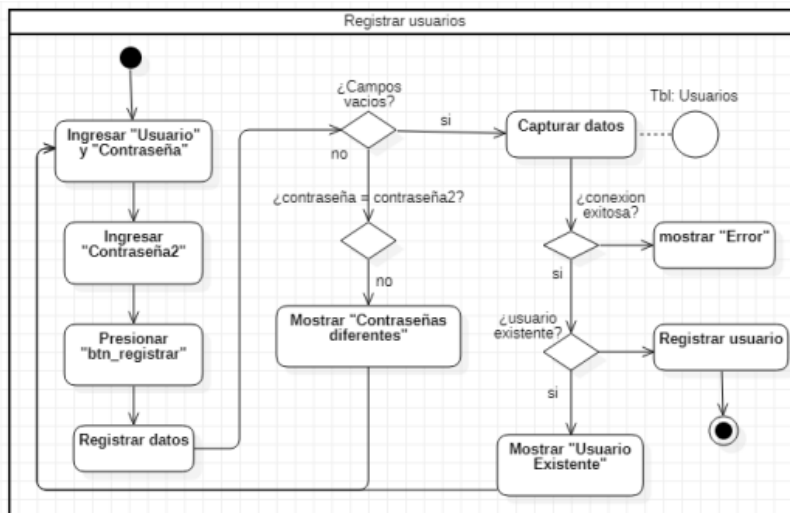 Registrar usuarios
Ingresar "Usuario"
y "Contraseña"
Ingresar
"Contraseña2"
Presionar
"btn_registrar"
Registrar datos
¿Campos
vacios?
si
no
¿contraseña = contraseña2?
no
Mostrar "Contraseñas
diferentes"
Capturar datos
Tbl: Usuarios
¿conexion
exitosa?
mostrar "Error"
si
¿usuario
existente?
Registrar usuario
si
Mostrar "Usuario
Existente"